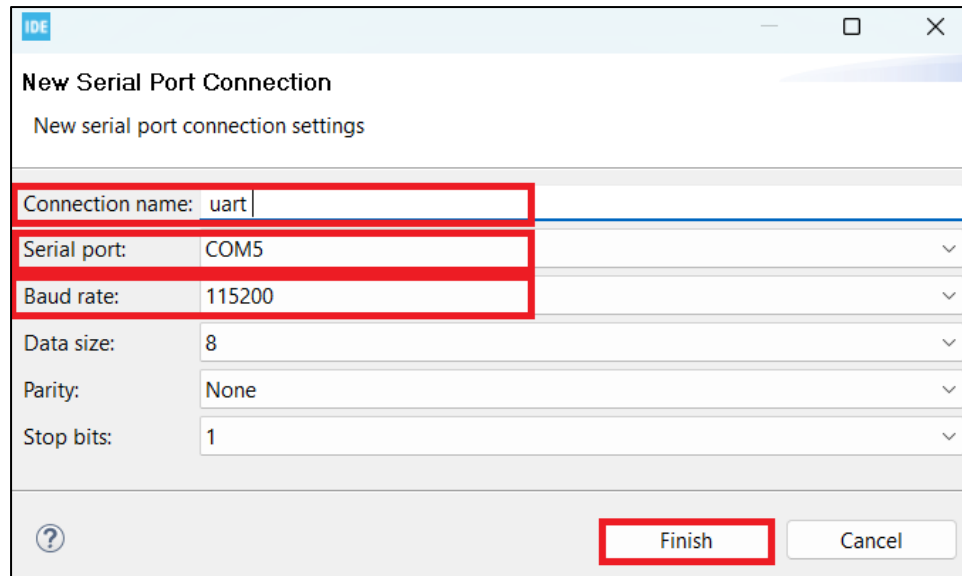 IDE
New Serial Port Connection
New serial port connection settings
Connection name: uart
Serial port: COM5
Baud rate: 115200
Data size: 8
Parity: None
Stop bits: 1
? Finish Cancel